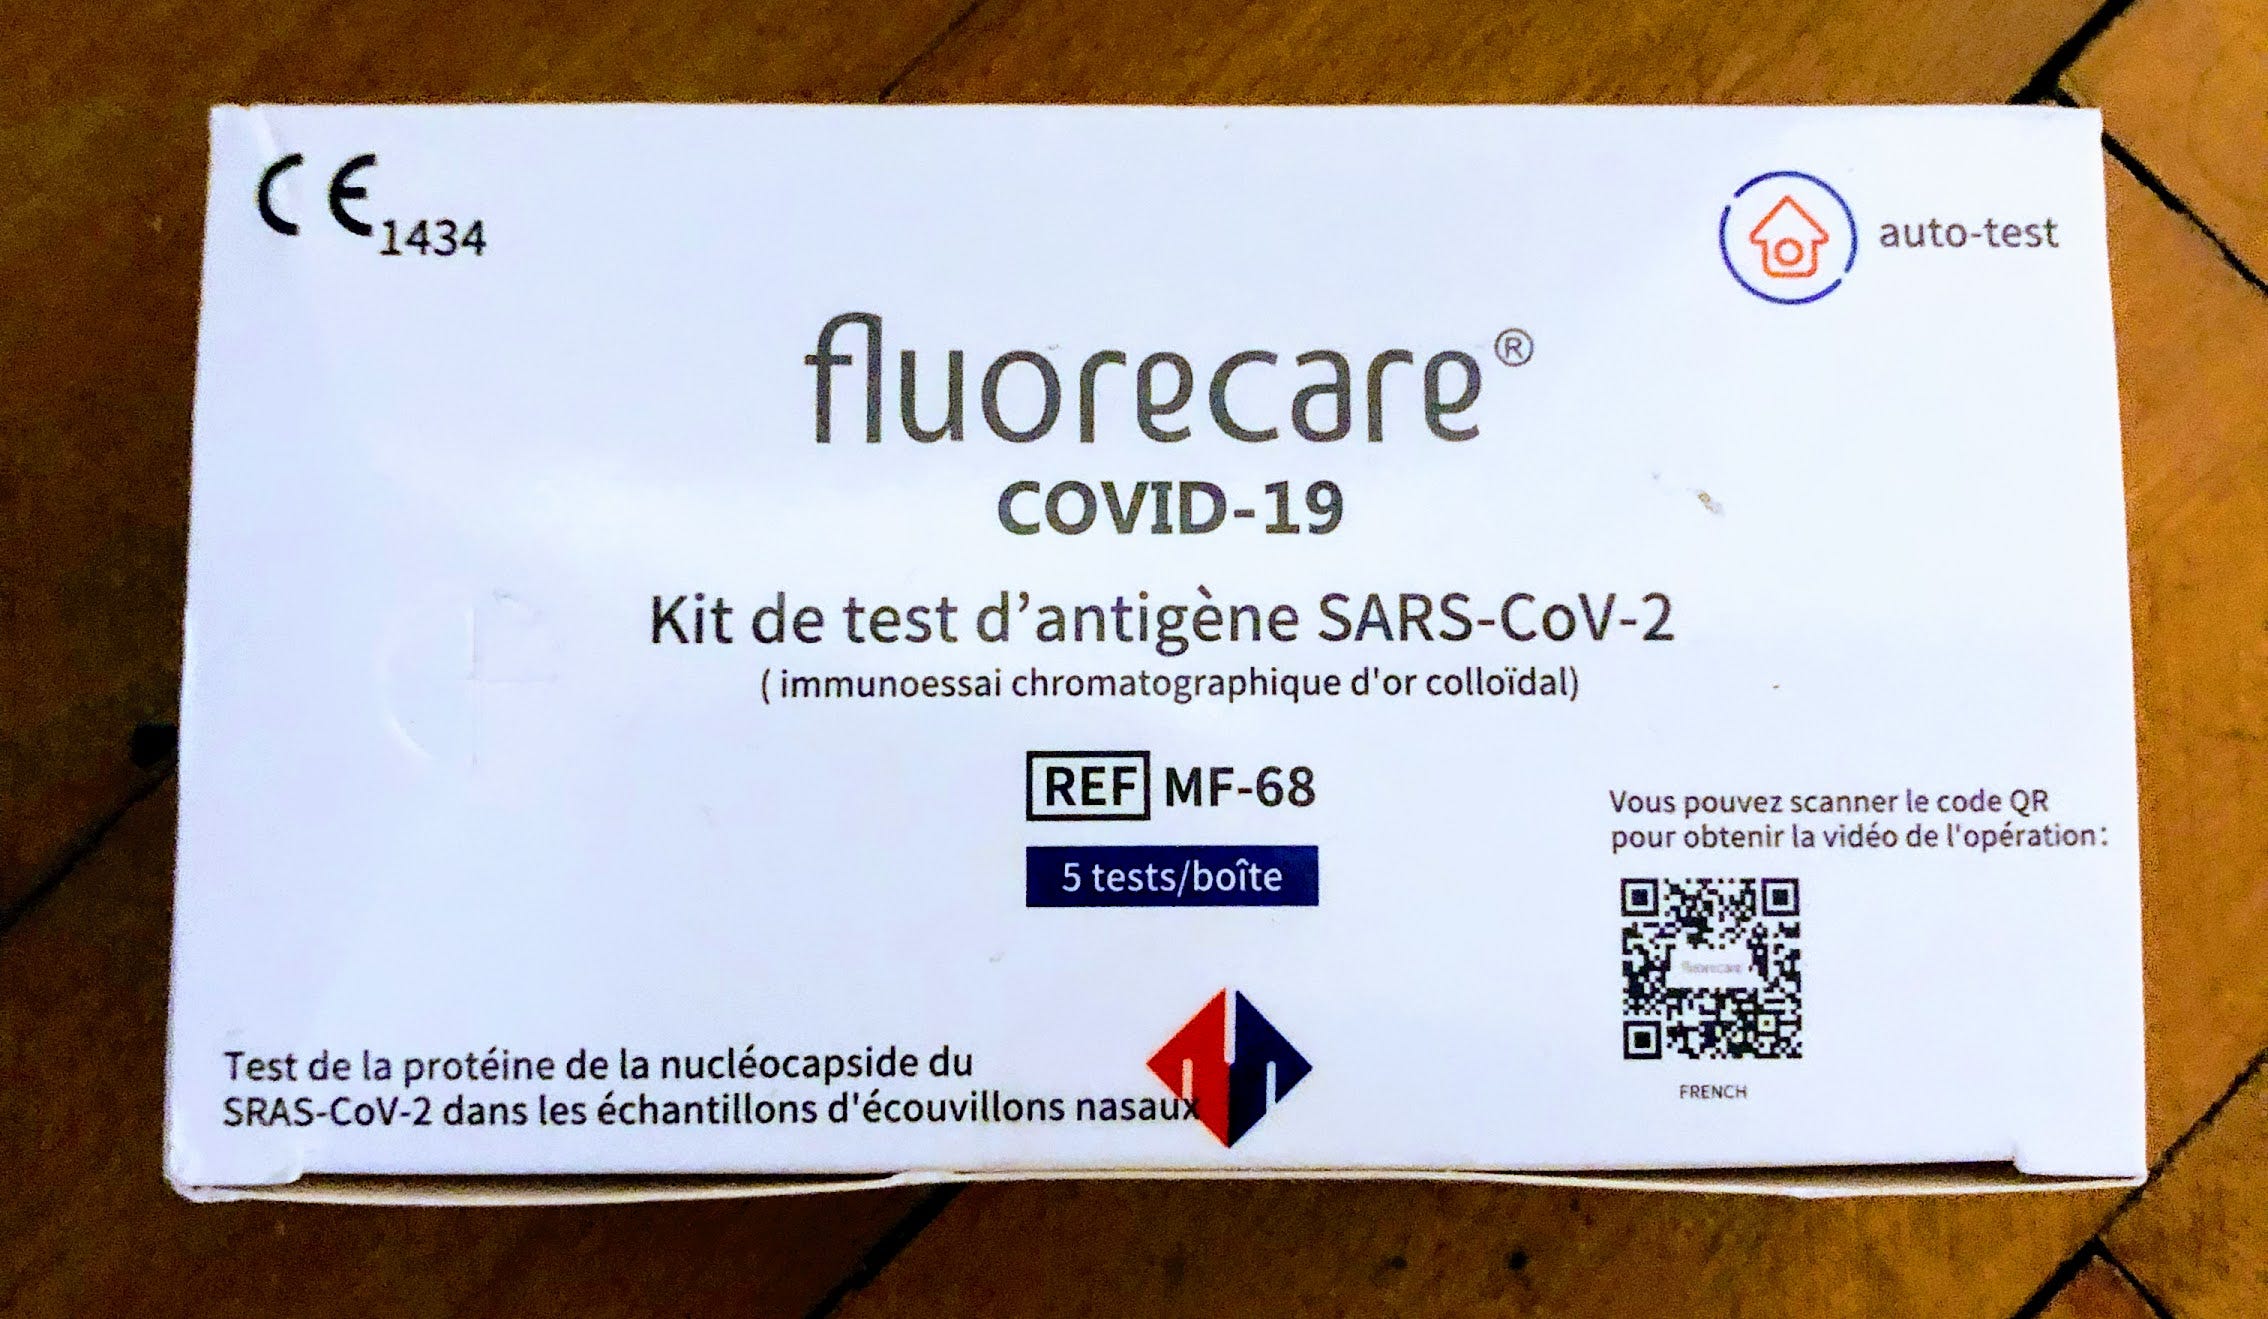 CE 1434
auto-test
fluorecare®
COVID-19
Kit de test d’antigène SARS-CoV-2
( immunoessai chromatographique d'or colloïdal)
REF MF-68
5 tests/boîte
Vous pouvez scanner le code QR
pour obtenir la vidéo de l'opération:
fluorecare
FRENCH
Test de la protéine de la nucléocapside du
SRAS-CoV-2 dans les échantillons d'écouvillons nasaux